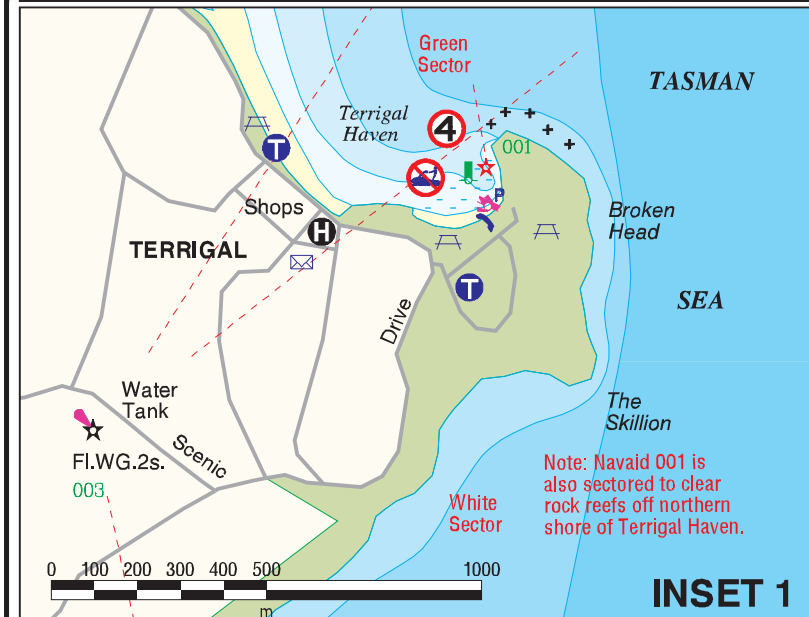 Green
Sector
TASMAN
Terrigal
Haven
4
001
T
P
Shops
Broken
Head
H
TERRIGAL
T
SEA
Drive
Water
Tank
The
Skillion
Scenic
Fl.WG.2s.
003
Note: Navaid 001 is
also sectored to clear
rock reefs off northern
shore of Terrigal Haven.
White
Sector
0 100 200 300 400 500 1000
m
INSET 1